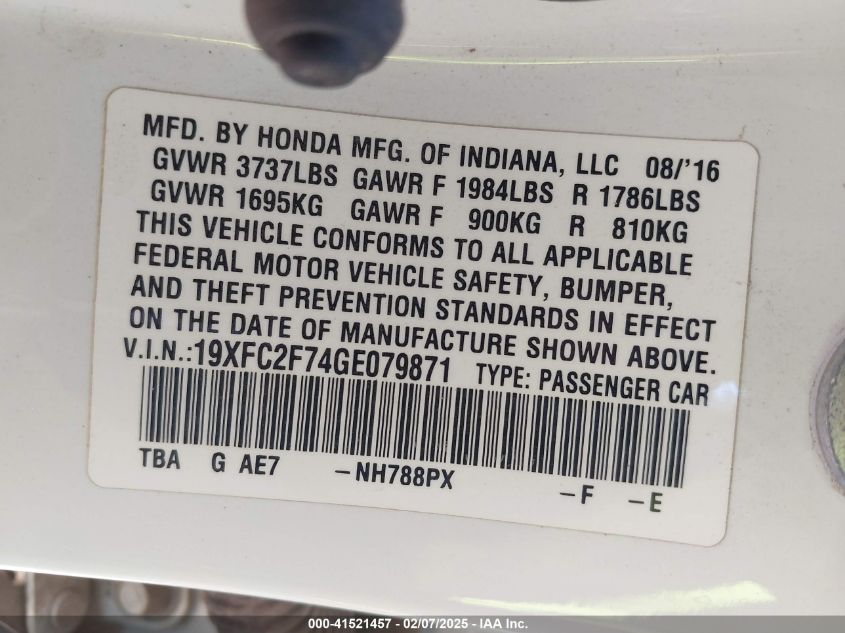 MFD. BY HONDA MFG. OF INDIANA, LLC 08/'16
GVWR 3737LBS GAWR F 1984LBS R 1786LBS
GVWR 1695KG GAWR F 900KG R 810KG
THIS VEHICLE CONFORMS TO ALL APPLICABLE
FEDERAL MOTOR VEHICLE SAFETY, BUMPER,
AND THEFT PREVENTION STANDARDS IN EFFECT
ON THE DATE OF MANUFACTURE SHOWN ABOVE.
V.I.N.:19XFC2F74GE079871 TYPE: PASSENGER CAR
TBA G AE7 -NH788PX -F -E
000-41521457 - 02/07/2025 - IAA Inc.